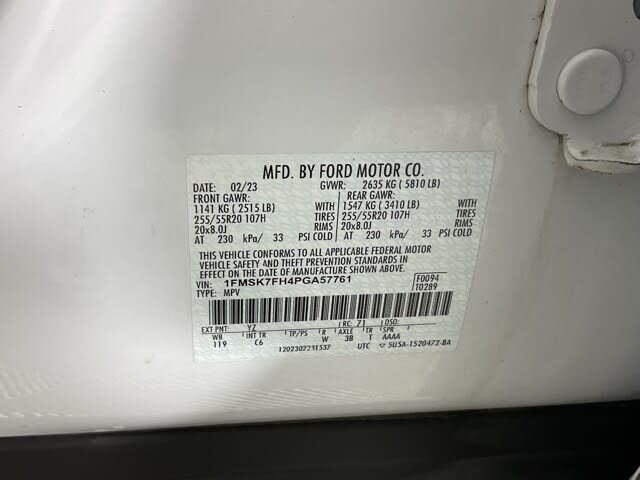 MFD. BY FORD MOTOR CO.
DATE: 02/23 GVWR: 2635 KG ( 5810 LB)
FRONT GAWR: REAR GAWR:
1141 KG ( 2515 LB) WITH 1547 KG ( 3410 LB) WITH
255/55R20 107H TIRES 255/55R20 107H TIRES
20x8.0J RIMS 20x8.0J RIMS
AT 230 kPa/ 33 PSI COLD AT 230 kPa/ 33 PSI COLD
THIS VEHICLE CONFORMS TO ALL APPLICABLE FEDERAL MOTOR
VEHICLE SAFETY AND THEFT PREVENTION STANDARDS IN EFFECT ON
THE DATE OF MANUFACTURE SHOWN ABOVE.
VIN: 1FMSK7FH4PGA57761 F0094
TYPE: MPV T0289
EXT PNT: YZ RC: 71 DSO:
WB INT TR TP/PS R AXLE TR SPR
119 C6 W 3B T AAAA
1202302231537 UTC 5U5A-1520472-BA